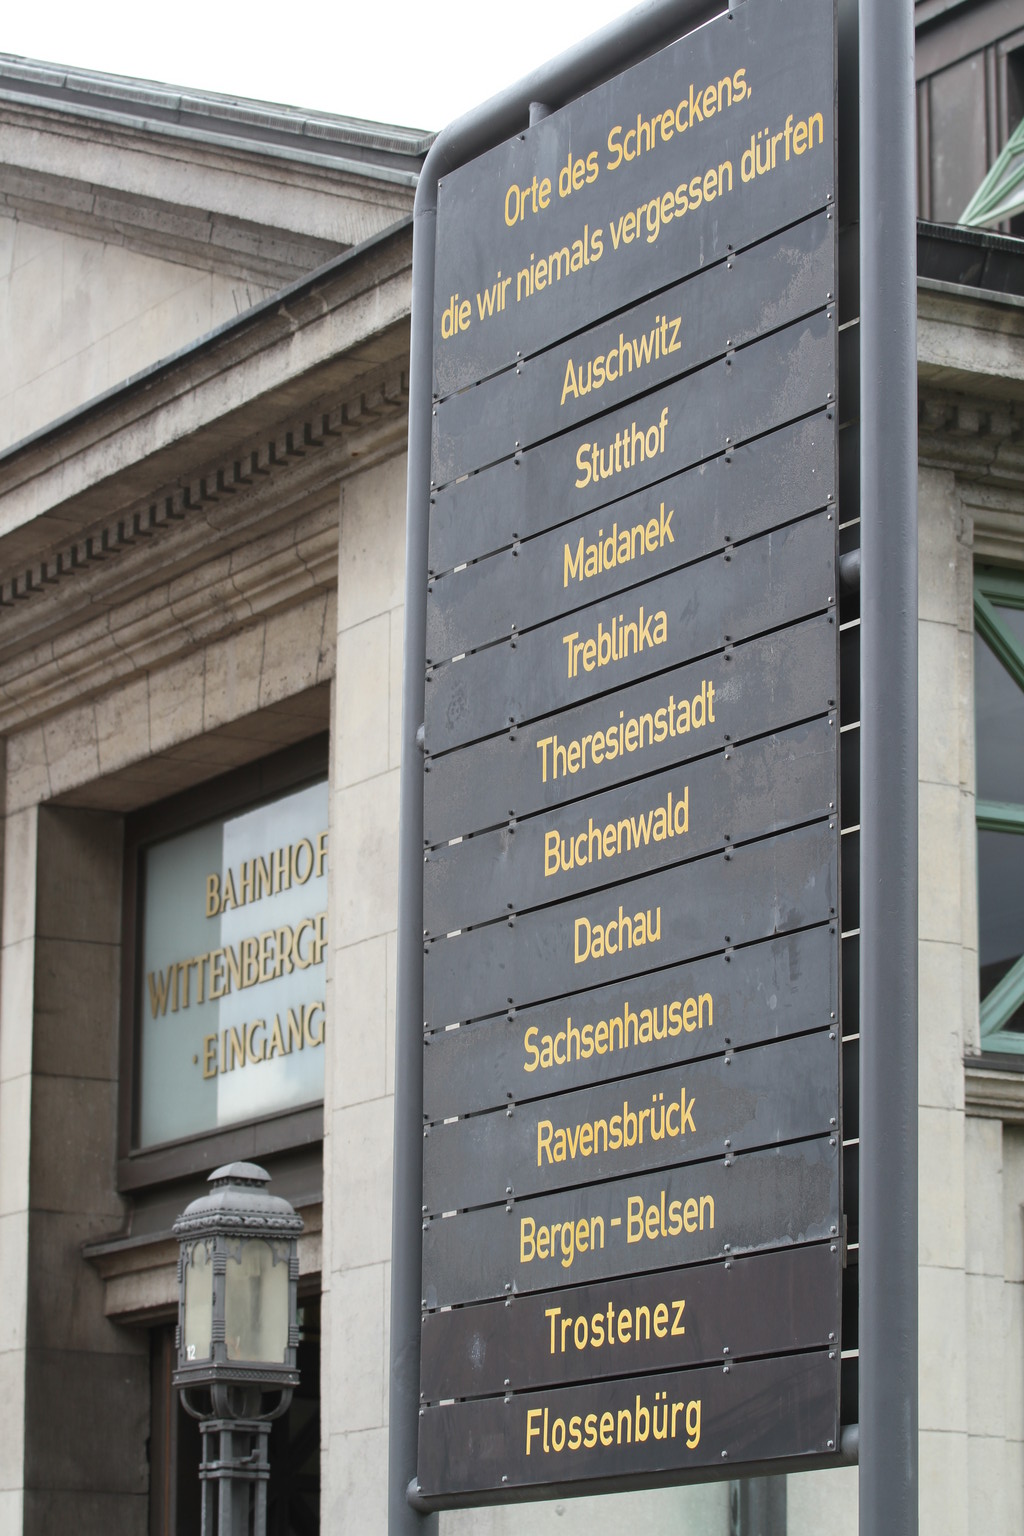 Orte des Schreckens,
die wir niemals vergessen dürfen
Auschwitz
Stutthof
Maidanek
Treblinka
Theresienstadt
Buchenwald
Dachau
Sachsenhausen
Ravensbrück
Bergen-Belsen
Trostenez
Flossenbürg
BAHNHOF
WITTENBERGP
·EINGANG
12